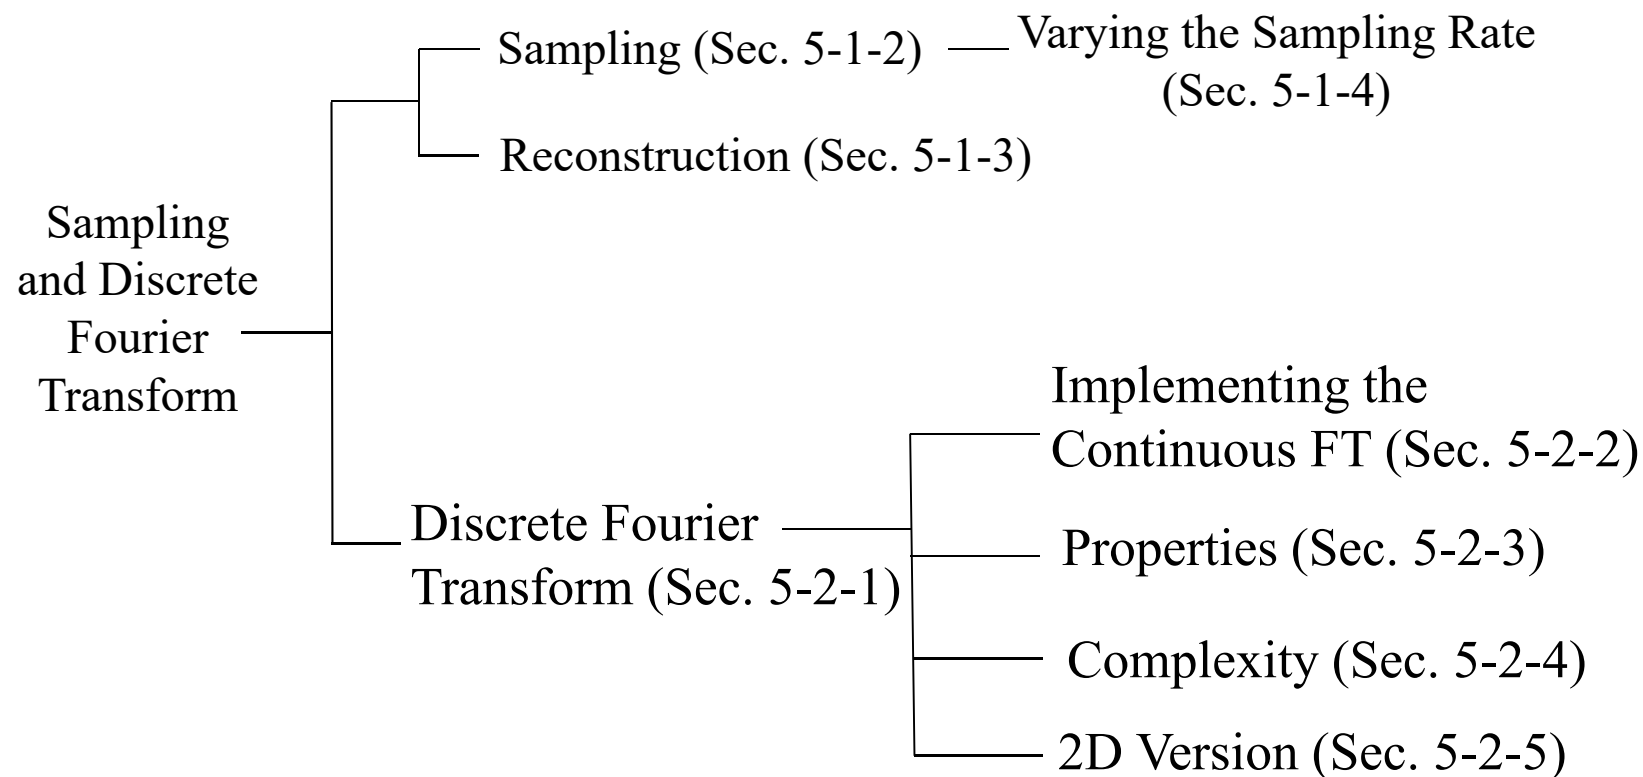 Sampling (Sec. 5-1-2)
Varying the Sampling Rate
(Sec. 5-1-4)
Reconstruction (Sec. 5-1-3)
Sampling
and Discrete
Fourier
Transform
Discrete Fourier
Transform (Sec. 5-2-1)
Implementing the
Continuous FT (Sec. 5-2-2)
Properties (Sec. 5-2-3)
Complexity (Sec. 5-2-4)
2D Version (Sec. 5-2-5)